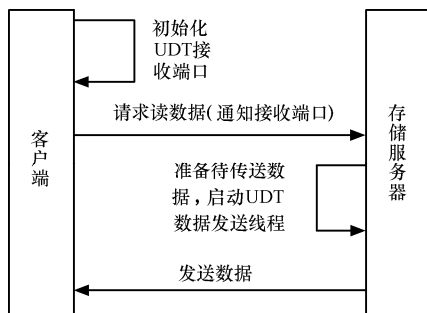 初始化
UDT接
收端口
请求读数据(通知接收端口)
客户端
存储服务器
准备待传送数
据,启动UDT
数据发送线程
发送数据